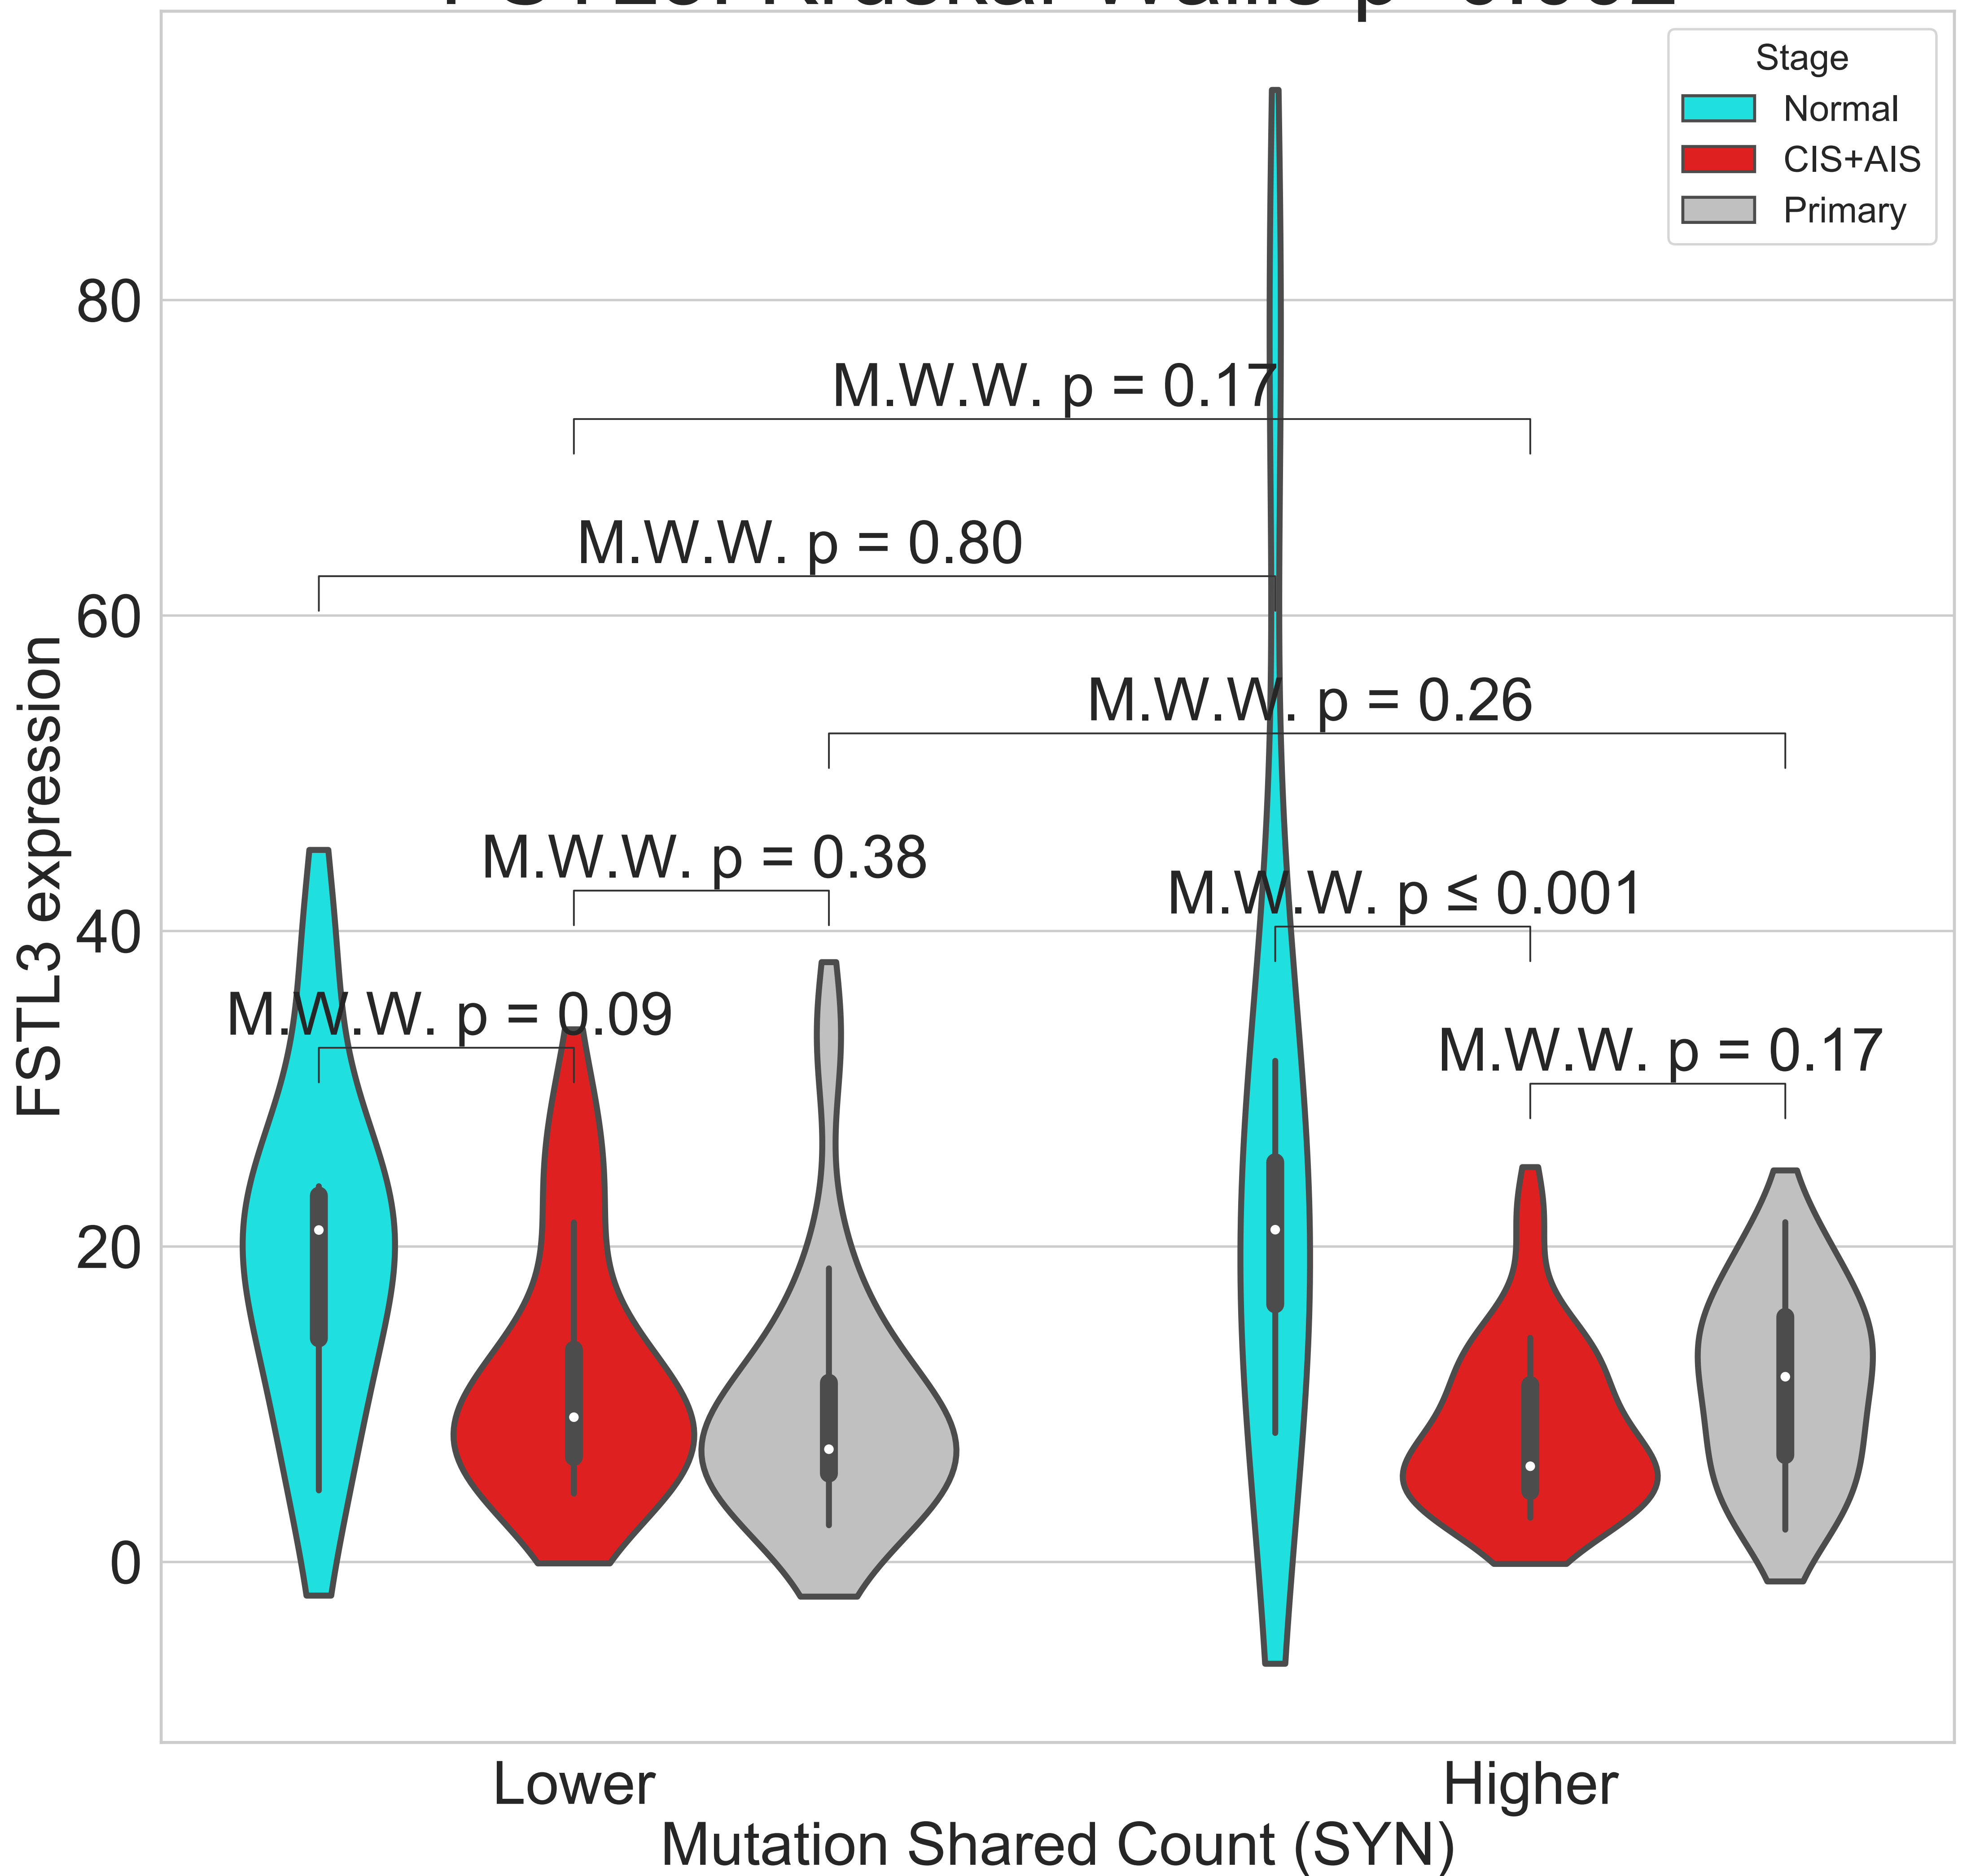 Stage
Normal
CIS+AIS
Primary
80
M.W.W. p = 0.17
M.W.W. p = 0.80
60
M.W.W. p = 0.26
M.W.W. p = 0.38
M.W.W. p ≤ 0.001
40
M.W.W. p = 0.09
M.W.W. p = 0.17
20
0
FSTL3 expression
Lower
Higher
Mutation Shared Count (SYN)